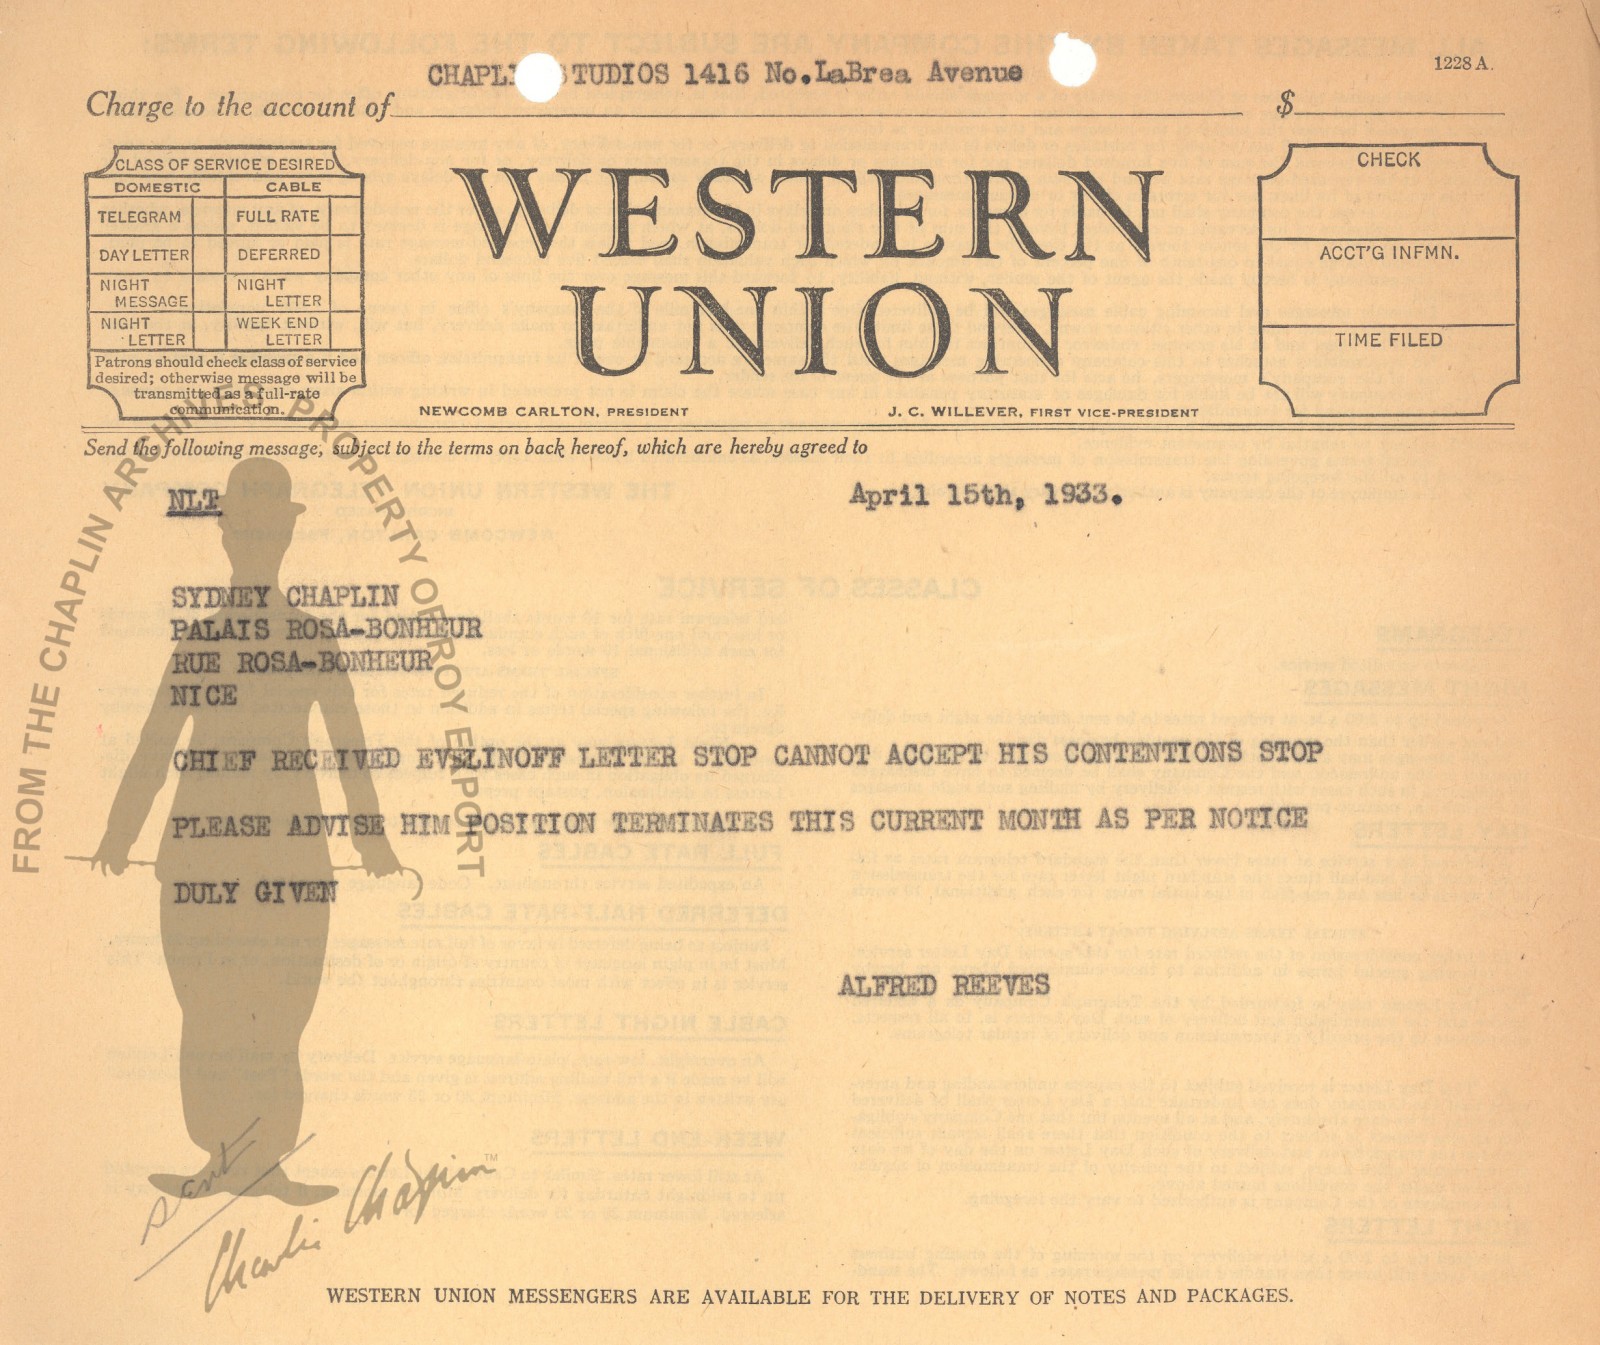 CHAPLI STUDIOS 1416 No.LaBrea Avenue
1228 A.
Charge to the account of $
CLASS OF SERVICE DESIRED
DOMESTIC CABLE
TELEGRAM FULL RATE
DAY LETTER DEFERRED
NIGHT MESSAGE NIGHT LETTER
NIGHT LETTER WEEK END LETTER
Patrons should check class of service
desired; otherwise message will be
transmitted as a full-rate
communication.
WESTERN
UNION
NEWCOMB CARLTON, PRESIDENT J. C. WILLEVER, FIRST VICE-PRESIDENT
CHECK
ACCT'G INFMN.
TIME FILED
Send the following message, subject to the terms on back hereof, which are hereby agreed to
NLT April 15th, 1933.
SYDNEY CHAPLIN
PALAIS ROSA-BONHEUR
RUE ROSA-BONHEUR
NICE
CHIEF RECEIVED EVELINOFF LETTER STOP CANNOT ACCEPT HIS CONTENTIONS STOP
PLEASE ADVISE HIM POSITION TERMINATES THIS CURRENT MONTH AS PER NOTICE
DULY GIVEN
ALFRED REEVES
FROM THE CHAPLIN ARCHIVES PROPERTY OF ROY EXPORT
sent
Charlie Chaplin™
WESTERN UNION MESSENGERS ARE AVAILABLE FOR THE DELIVERY OF NOTES AND PACKAGES.